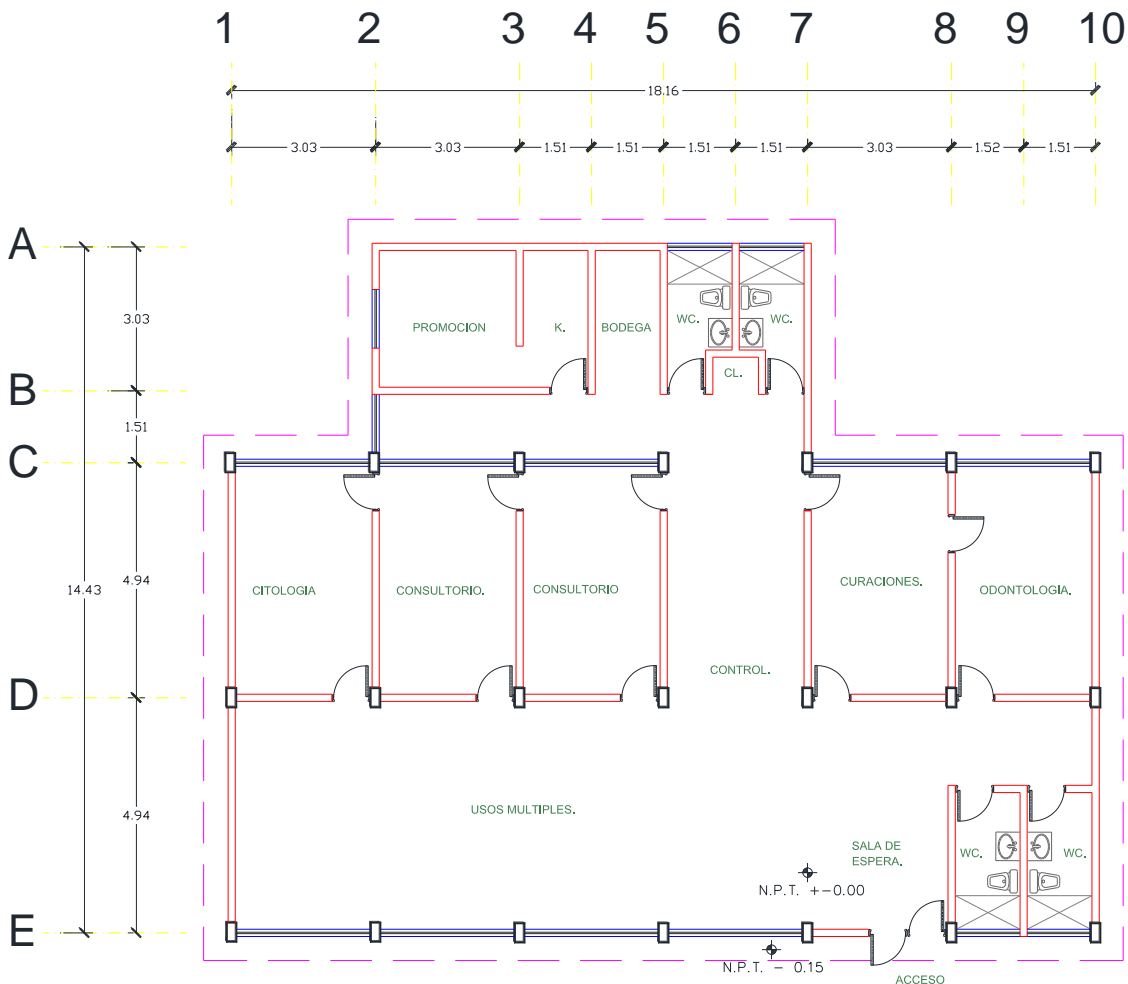 1 2 3 4 5 6 7 8 9 10
18.16
3.03 3.03 1.51 1.51 1.51 1.51 3.03 1.52 1.51
A
3.03
PROMOCION K. BODEGA WC. WC.
CL.
B
1.51
C
14.43
4.94
CITOLOGIA CONSULTORIO. CONSULTORIO CURACIONES. ODONTOLOGIA.
CONTROL.
D
4.94
USOS MULTIPLES.
SALA DE
ESPERA.
WC. WC.
N.P.T. +-0.00
E
N.P.T. - 0.15
ACCESO